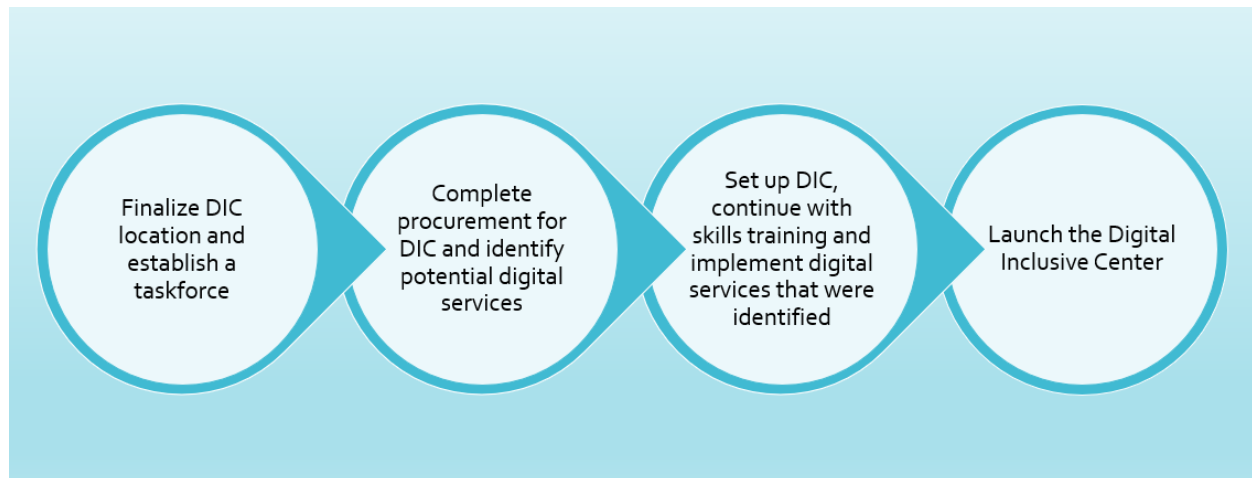 Finalize DIC
location and
establish a
taskforce
Complete
procurement for
DIC and identify
potential digital
services
Set up DIC,
continue with
skills training and
implement digital
services that were
identified
Launch the Digital
Inclusive Center